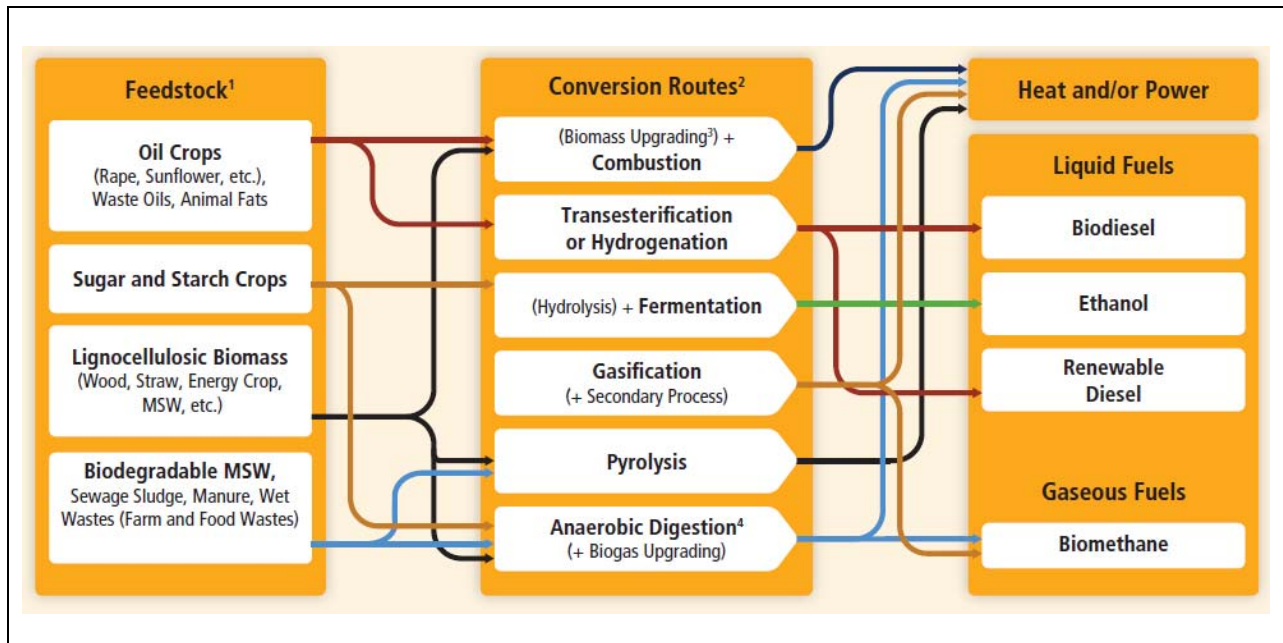 Feedstock¹
Oil Crops
(Rape, Sunflower, etc.),
Waste Oils, Animal Fats
Sugar and Starch Crops
Lignocellulosic Biomass
(Wood, Straw, Energy Crop,
MSW, etc.)
Biodegradable MSW,
Sewage Sludge, Manure, Wet
Wastes (Farm and Food Wastes)
Conversion Routes²
(Biomass Upgrading³) +
Combustion
Transesterification
or Hydrogenation
(Hydrolysis) + Fermentation
Gasification
(+ Secondary Process)
Pyrolysis
Anaerobic Digestion⁴
(+ Biogas Upgrading)
Heat and/or Power
Liquid Fuels
Biodiesel
Ethanol
Renewable
Diesel
Gaseous Fuels
Biomethane